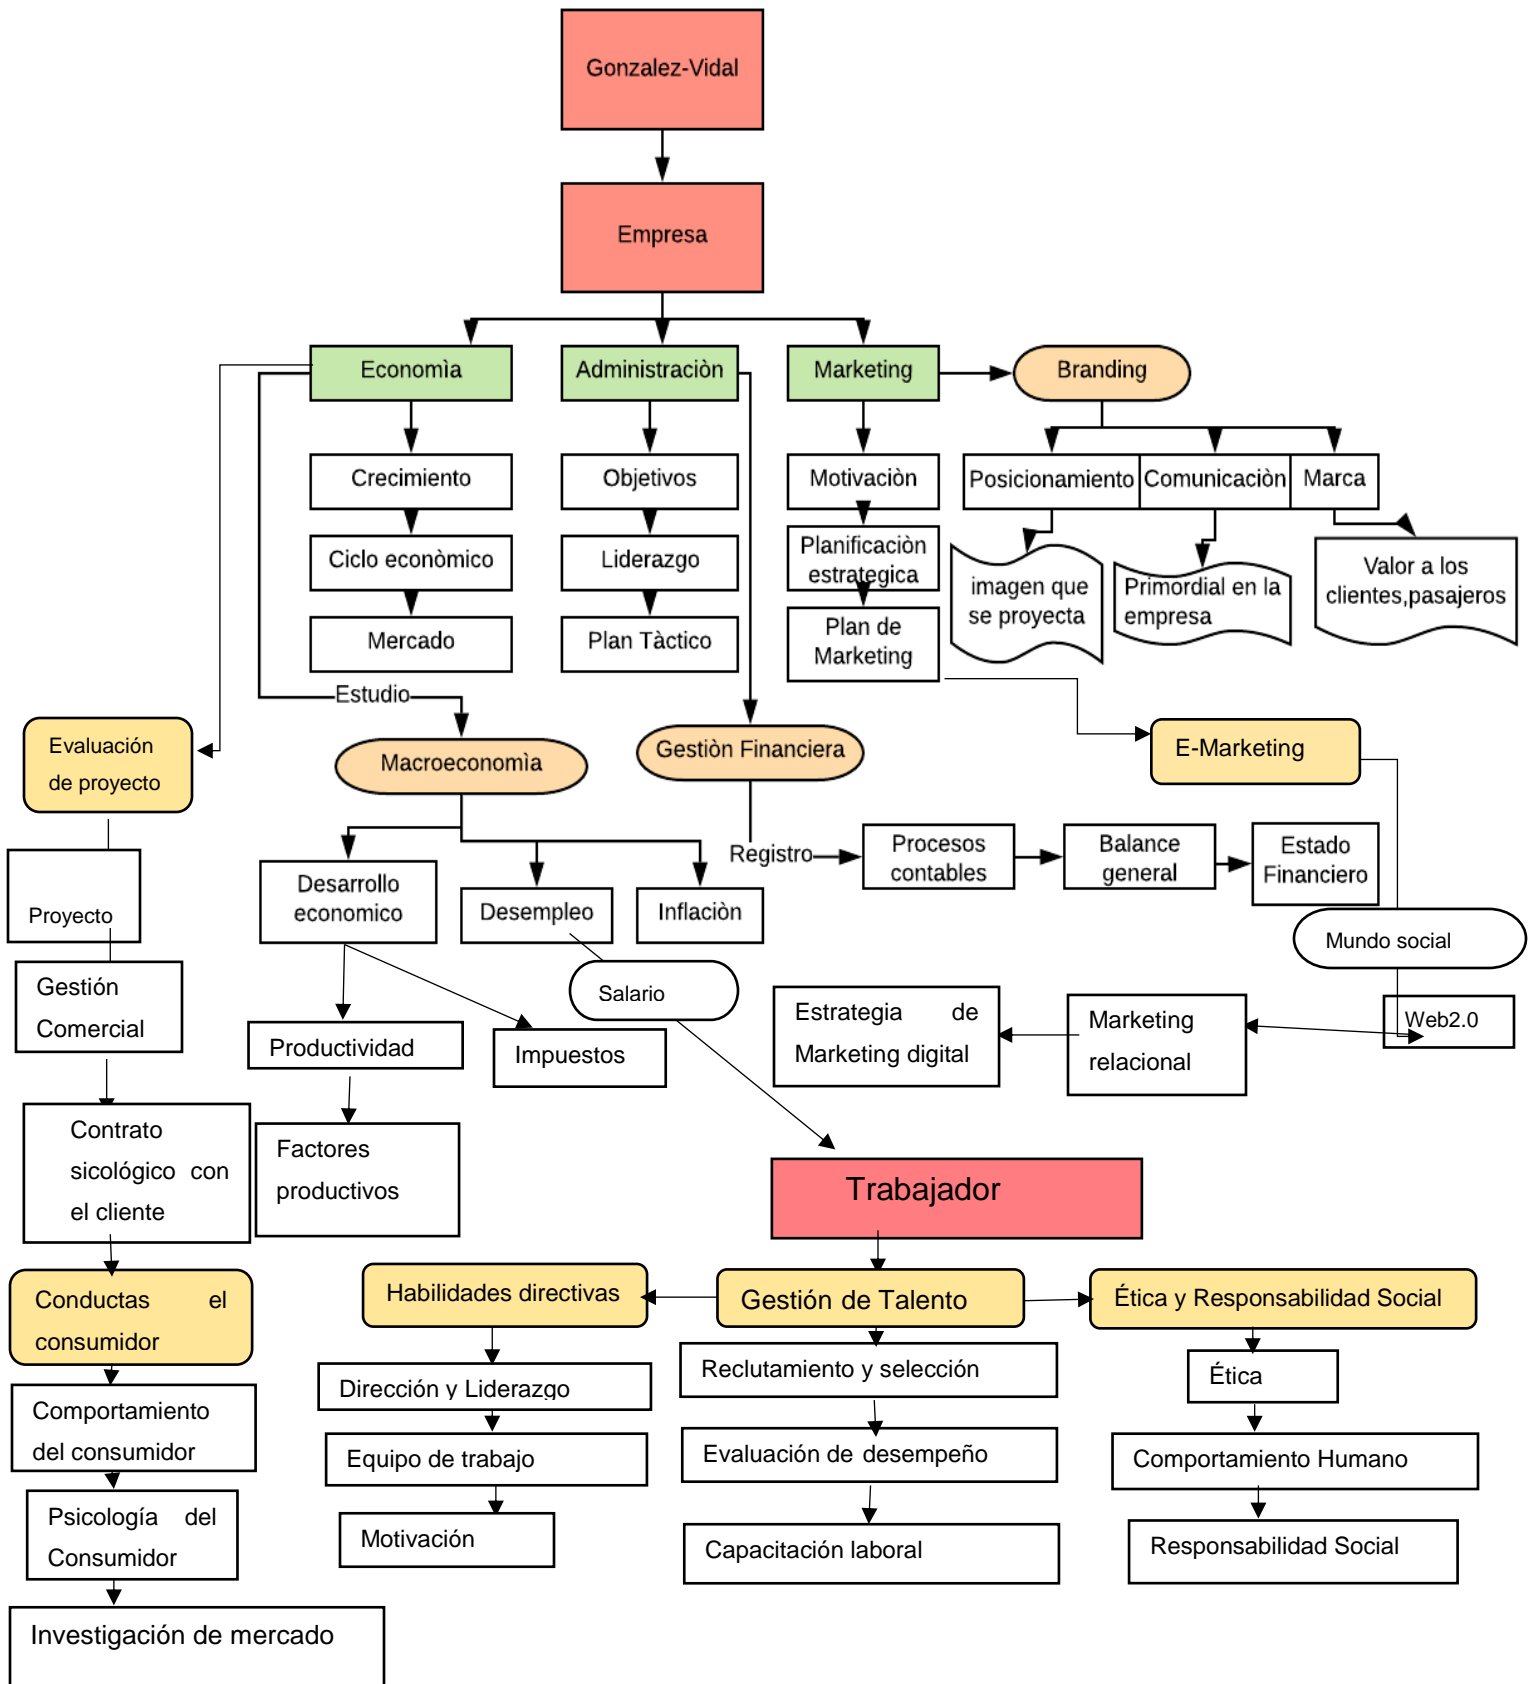 Gonzalez-Vidal
Empresa
Economìa
Administraciòn
Marketing
Branding
Crecimiento
Objetivos
Motivaciòn
Posicionamiento
Comunicaciòn
Marca
Ciclo econòmico
Liderazgo
Planificaciòn
estrategica
imagen que
se proyecta
Primordial en la
empresa
Valor a los
clientes,pasajeros
Mercado
Plan Tàctico
Plan de
Marketing
Estudio
Evaluación
de proyecto
Macroeconomìa
Gestiòn Financiera
E-Marketing
Registro
Procesos
contables
Balance
general
Estado
Financiero
Proyecto
Desarrollo
economico
Desempleo
Inflaciòn
Mundo social
Gestión
Comercial
Salario
Estrategia de
Marketing digital
Marketing
relacional
Web2.0
Productividad
Impuestos
Contrato
sicológico con
el cliente
Factores
productivos
Trabajador
Conductas el
consumidor
Habilidades directivas
Gestión de Talento
Ética y Responsabilidad Social
Dirección y Liderazgo
Reclutamiento y selección
Ética
Comportamiento
del consumidor
Equipo de trabajo
Evaluación de desempeño
Comportamiento Humano
Psicología del
Consumidor
Motivación
Capacitación laboral
Responsabilidad Social
Investigación de mercado